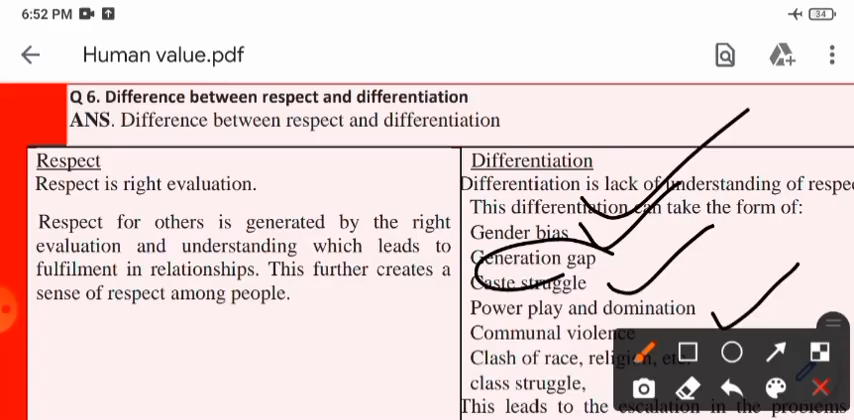 6:52 PM
34
Human value.pdf
Q 6. Difference between respect and differentiation
ANS. Difference between respect and differentiation
Respect
Respect is right evaluation.
Respect for others is generated by the right
evaluation and understanding which leads to
fulfilment in relationships. This further creates a
sense of respect among people.
Differentiation
Differentiation is lack of understanding of respe
This differentiation can take the form of:
Gender bias
Generation gap
Caste struggle
Power play and domination
Communal violence
Clash of race, religion, etc.
class struggle,
This leads to the escalation in the problems